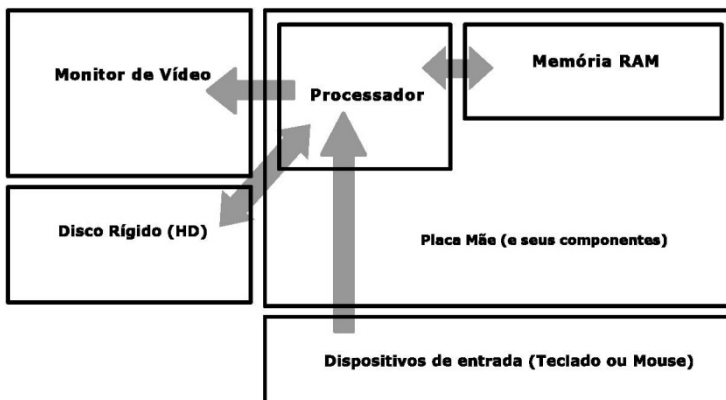 Monitor de Vídeo
Processador
Memória RAM
Disco Rígido (HD)
Placa Mãe (e seus componentes)
Dispositivos de entrada (Teclado ou Mouse)